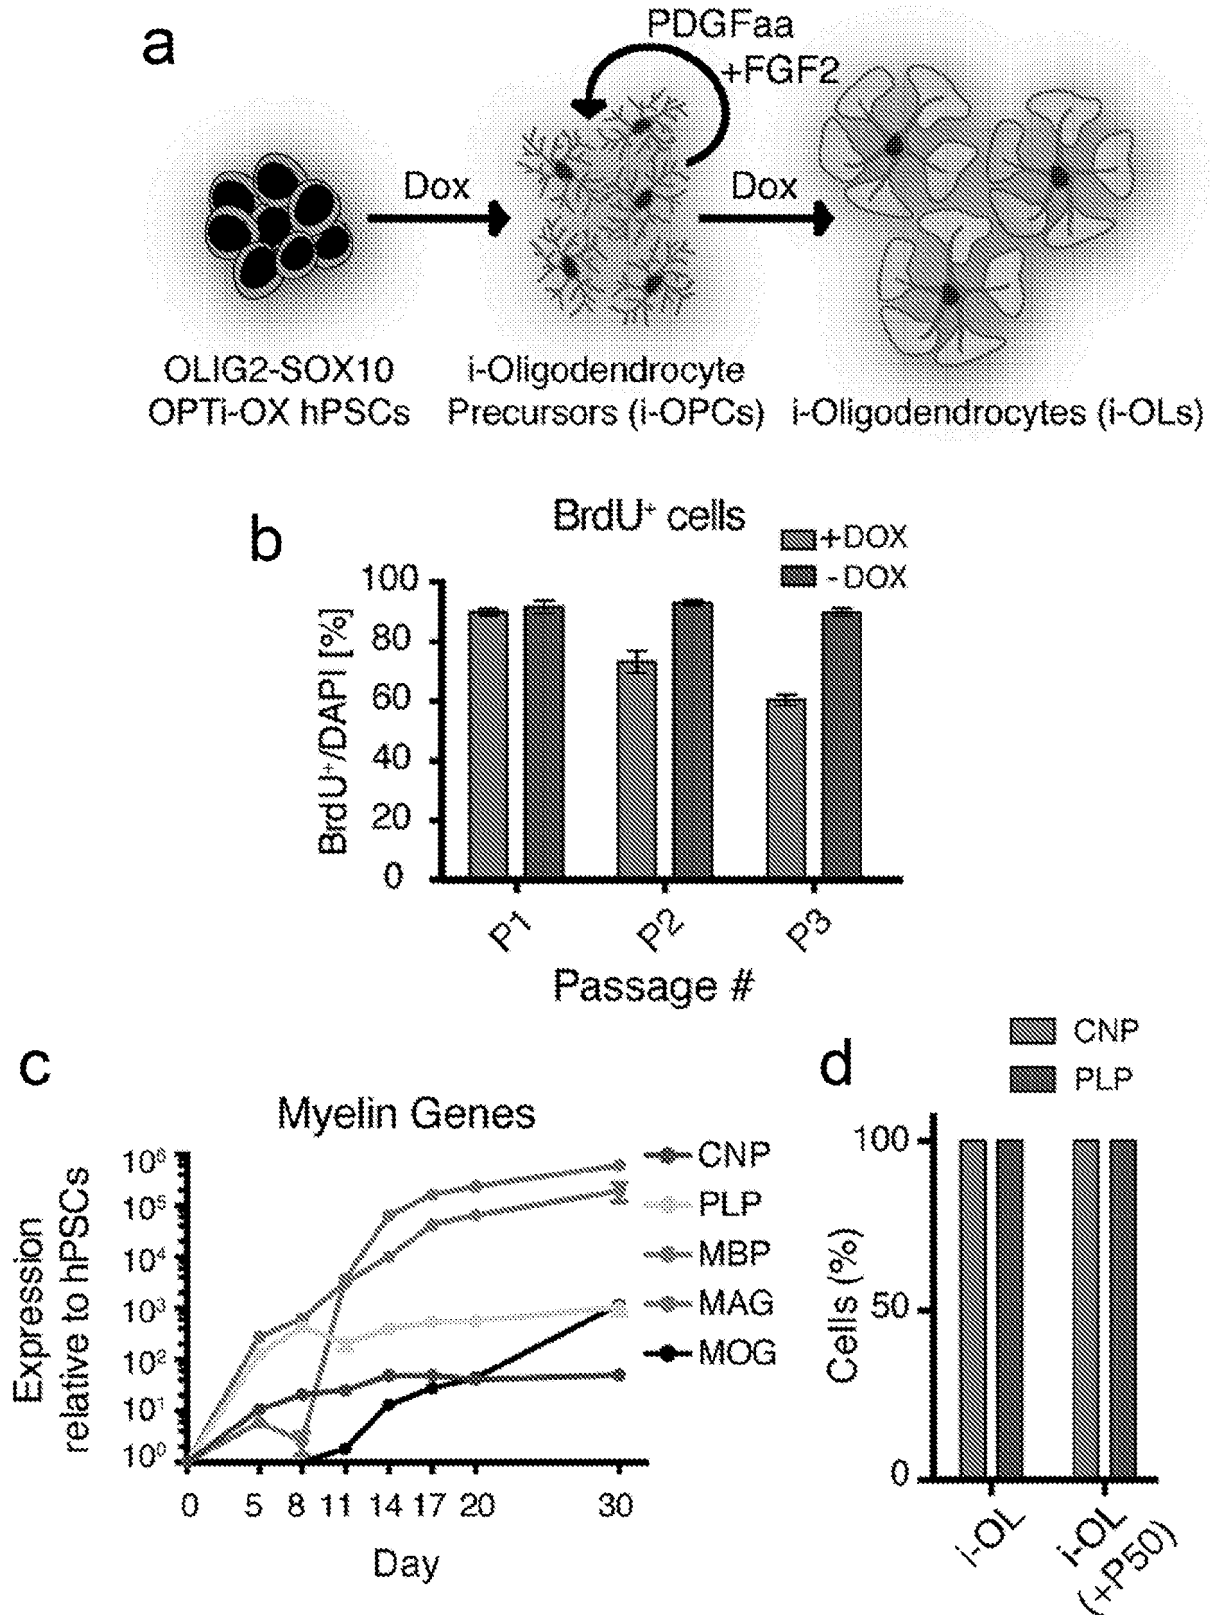 a
PDGFaa
+FGF2
Dox
Dox
OLIG2-SOX10
OPTi-OX hPSCs
i-Oligodendrocyte
Precursors (i-OPCs)
i-Oligodendrocytes (i-OLs)
b
BrdU⁺ cells
+DOX
-DOX
BrdU⁺/DAPI [%]
100
80
60
40
20
0
P1
P2
P3
Passage #
c
Myelin Genes
Expression
relative to hPSCs
10⁶
10⁵
10⁴
10³
10²
10¹
10⁰
0 5 8 11 14 17 20 30
Day
CNP
PLP
MBP
MAG
MOG
d
CNP
PLP
Cells (%)
100
50
0
i-OL
i-OL
(+P50)